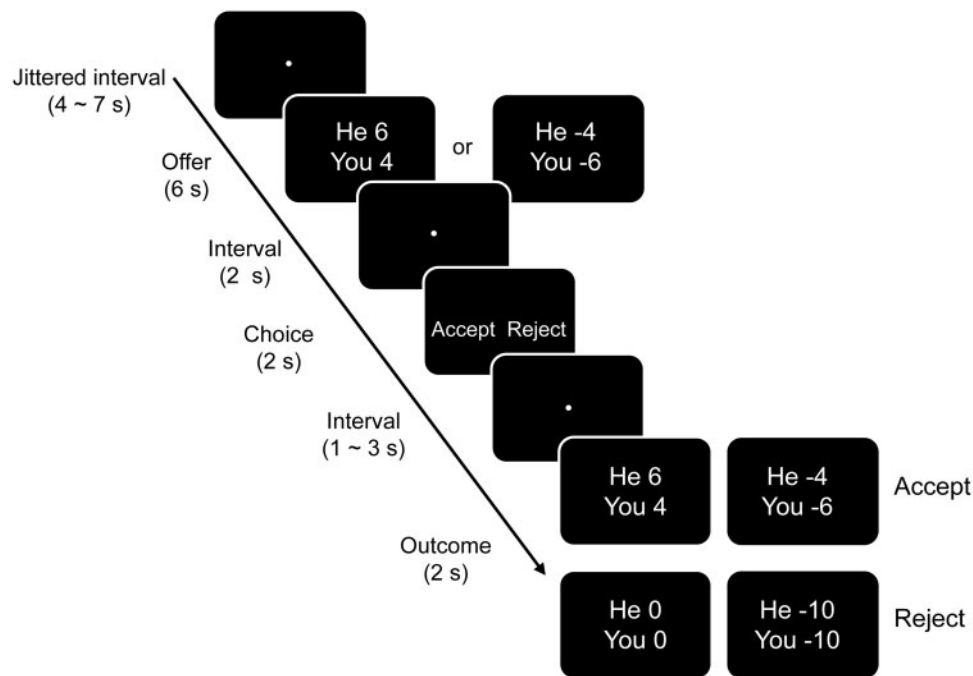 Jittered interval
(4 ~ 7 s)
He 6
You 4
or
He -4
You -6
Offer
(6 s)
Interval
(2 s)
Accept Reject
Choice
(2 s)
Interval
(1 ~ 3 s)
He 6
You 4
He -4
You -6
Accept
Outcome
(2 s)
He 0
You 0
He -10
You -10
Reject